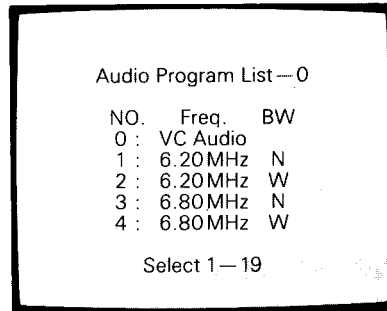 Audio Program List—0
NO. Freq. BW
0 : VC Audio
1 : 6.20MHz N
2 : 6.20MHz W
3 : 6.80MHz N
4 : 6.80MHz W
Select 1—19